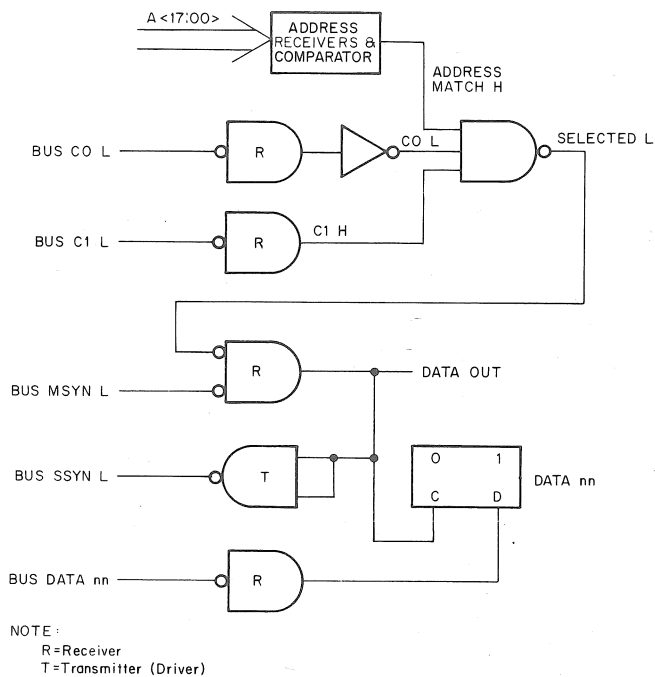 A <17:00>
ADDRESS
RECEIVERS &
COMPARATOR
ADDRESS
MATCH H
BUS C0 L
R
C0 L
SELECTED L
BUS C1 L
R
C1 H
BUS MSYN L
R
DATA OUT
BUS SSYN L
T
0 1
C D
DATA nn
BUS DATA nn
R
NOTE:
R=Receiver
T=Transmitter (Driver)